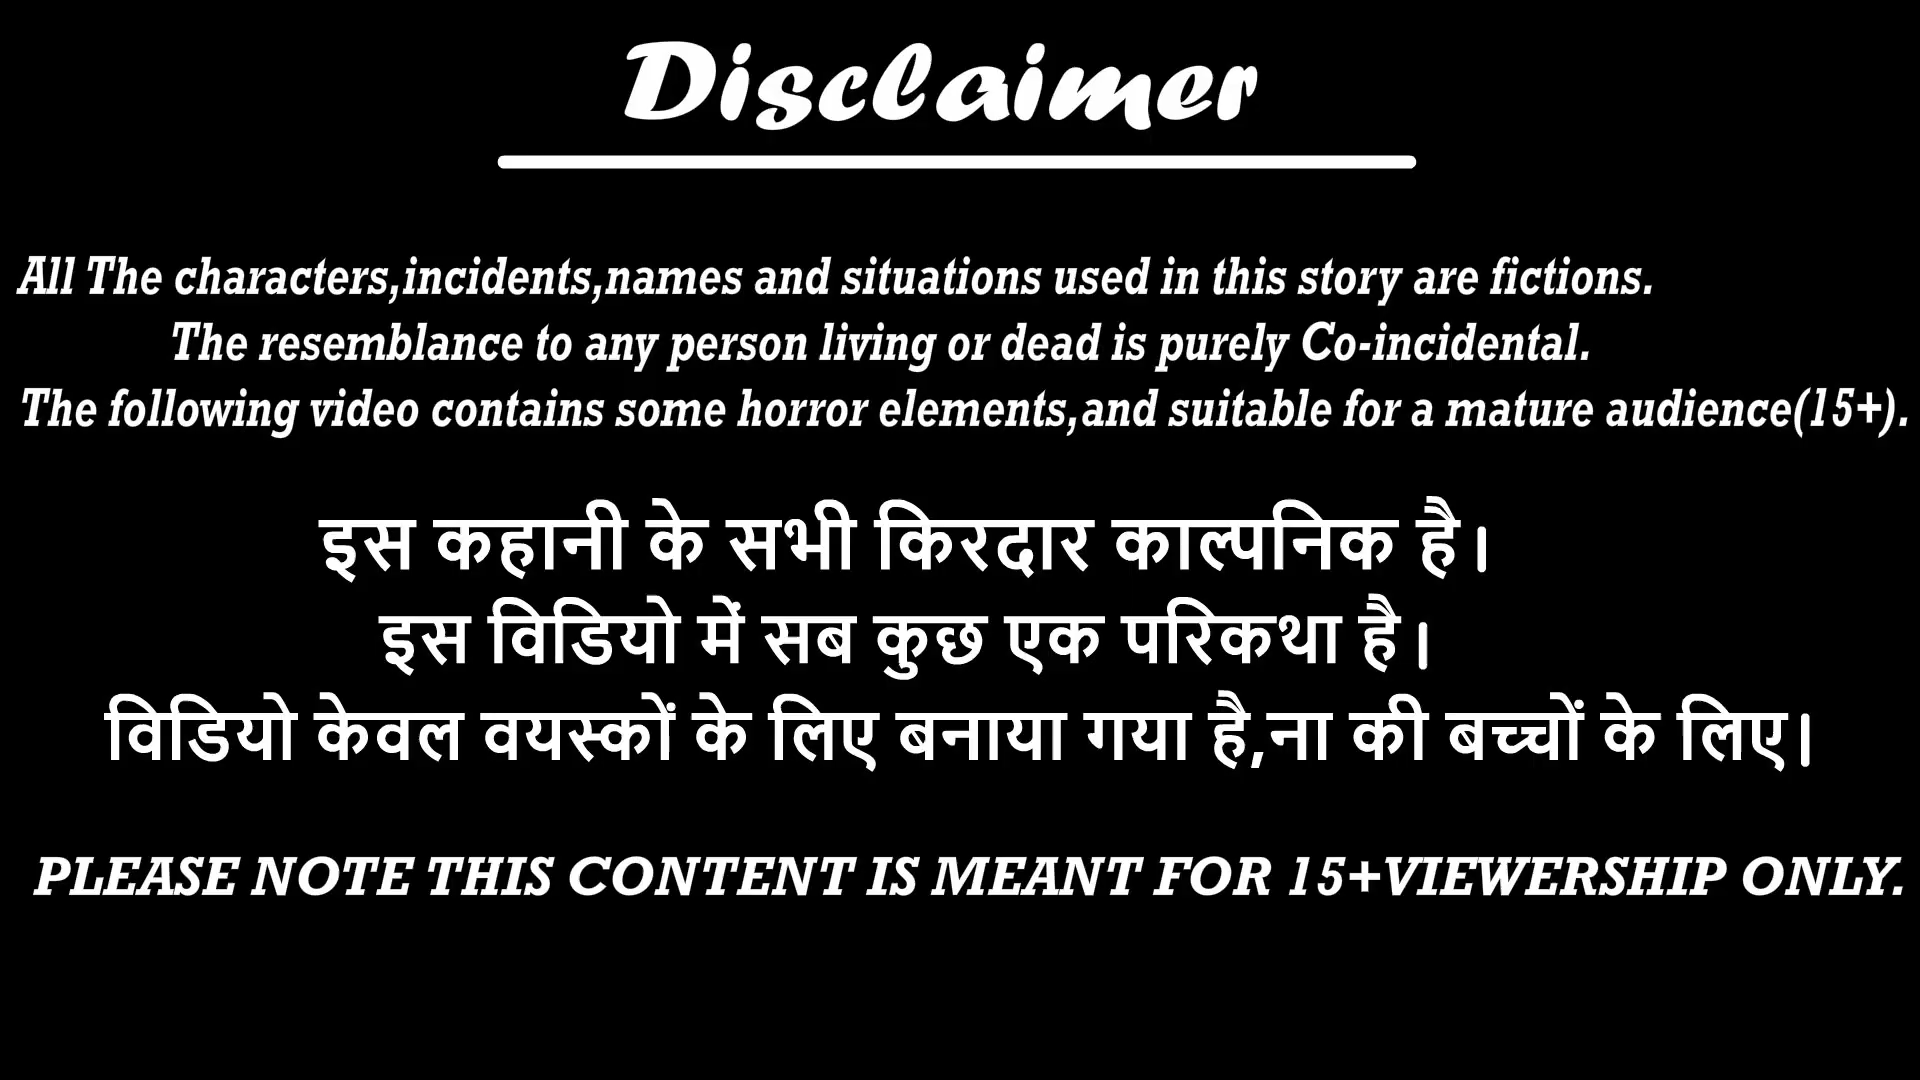 Disclaimer
All The characters,incidents,names and situations used in this story are fictions.
The resemblance to any person living or dead is purely Co-incidental.
The following video contains some horror elements,and suitable for a mature audience(15+).
इस कहानी के सभी किरदार काल्पनिक है।
इस विडियो में सब कुछ एक परिकथा है।
विडियो केवल वयस्कों के लिए बनाया गया है,ना की बच्चों के लिए।
PLEASE NOTE THIS CONTENT IS MEANT FOR 15+VIEWERSHIP ONLY.